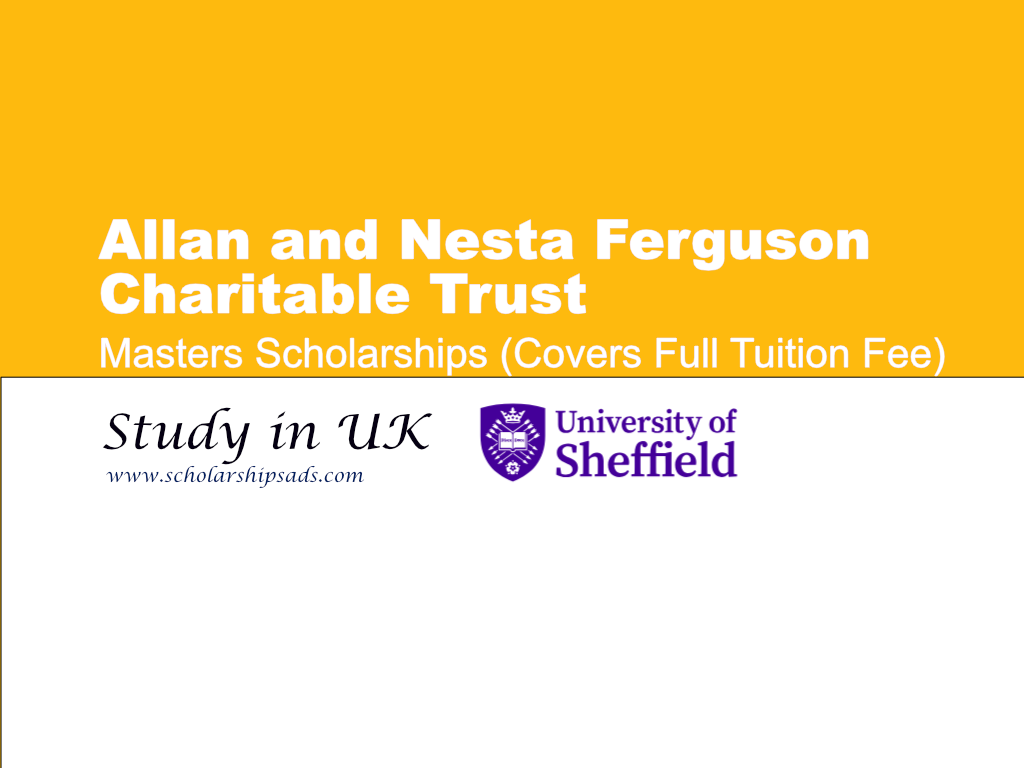 Allan and Nesta Ferguson
Charitable Trust
Masters Scholarships (Covers Full Tuition Fee)
Study in UK
www.scholarshipsads.com
University of
Sheffield